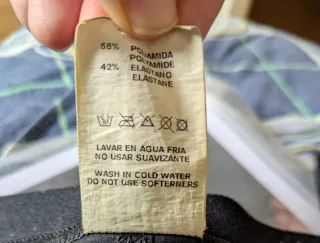 58% POLIAMIDA
POLYAMIDE
42% ELASTANO
ELASTANE
LAVAR EN AGUA FRIA
NO USAR SUAVIZANTE
WASH IN COLD WATER
DO NOT USE SOFTENERS